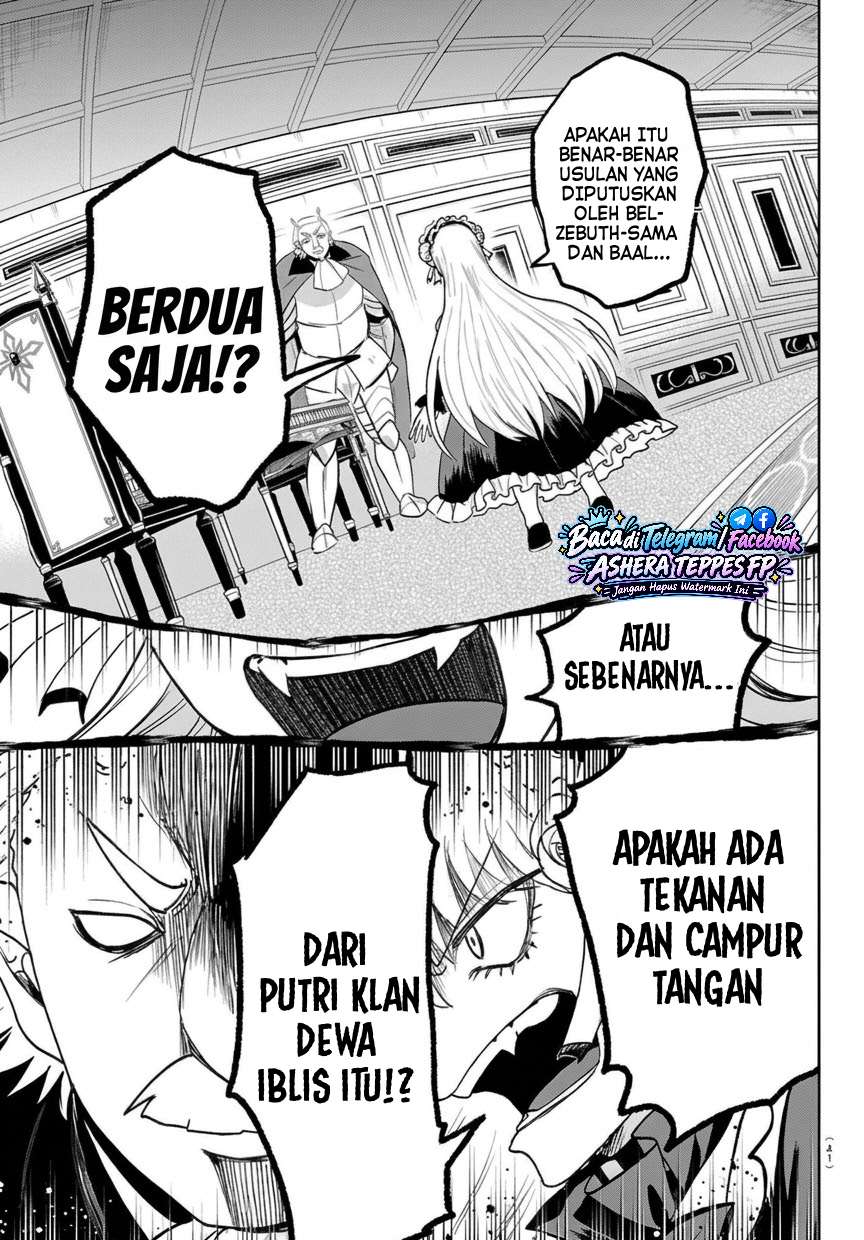 APAKAH ITU
BENAR-BENAR
USULAN YANG
DIPUTUSKAN
OLEH BEL-
ZEBUTH-SAMA
DAN BAAL...
BERDUA
SAJA!?
Baca di Telegram/Facebook
ASHERA TEPPES FP
Jangan Hapus Watermark Ini
ATAU
SEBENARNYA...
APAKAH ADA
TEKANAN
DAN CAMPUR
TANGAN
DARI
PUTRI KLAN
DEWA
IBLIS ITU!?